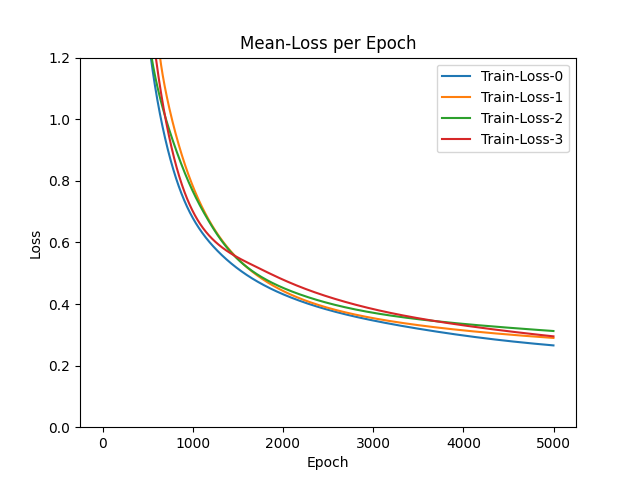 Mean-Loss per Epoch
Train-Loss-0
Train-Loss-1
Train-Loss-2
Train-Loss-3
1.2
1.0
0.8
0.6
0.4
0.2
0.0
Loss
0 1000 2000 3000 4000 5000
Epoch